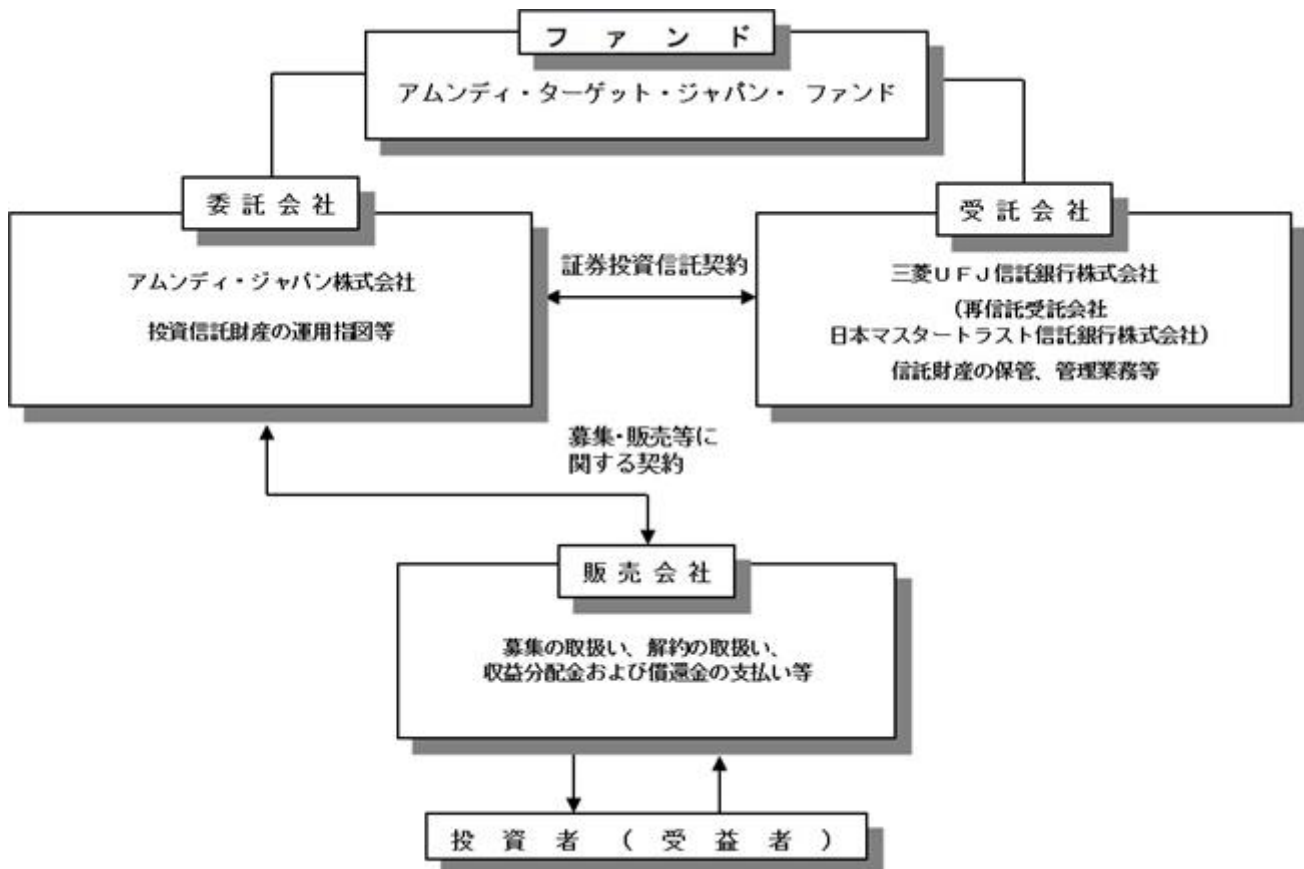 ファンド
アムンディ・ターゲット・ジャパン・ ファンド
委託会社
アムンディ・ジャパン株式会社
投資信託財産の運用指図等
証券投資信託契約
受託会社
三菱UFJ信託銀行株式会社
(再信託受託会社
日本マスタートラスト信託銀行株式会社)
信託財産の保管、管理業務等
募集・販売等に
関する契約
販売会社
募集の取扱い、解約の取扱い、
収益分配金および償還金の支払い等
投資者(受益者)